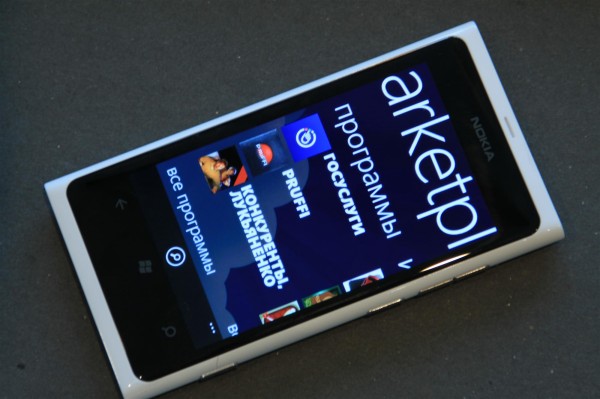 NOKIA
arketpl
программы
ГОСУСЛУГИ
PRUFFI
КОНКУРЕНТЫ,
ЛУКЬЯНЕНКО
все программы
...